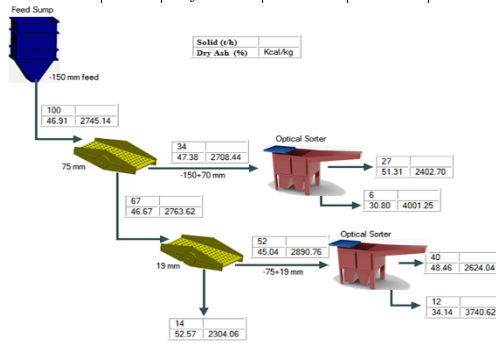 Feed Sump
Solid (t/h)
Dry Ash (%) Kcal/kg
-150 mm feed
100
46.91 2745.14
34
47.38 2708.44
75 mm
-150+70 mm
Optical Sorter
27
51.31 2402.70
6
30.80 4001.25
67
46.67 2763.62
52
45.04 2890.76
19 mm
-75+19 mm
Optical Sorter
40
48.46 2624.04
12
34.14 3740.62
14
52.57 2304.06